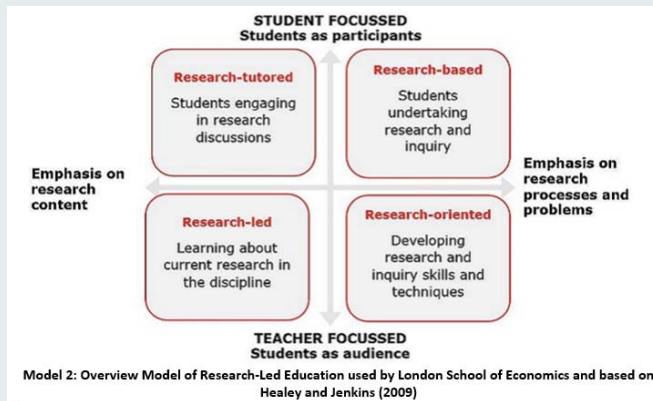 STUDENT FOCUSSED
Students as participants
Research-tutored
Students engaging
in research
discussions
Research-based
Students
undertaking
research and
inquiry
Emphasis on
research
content
Emphasis on
research
processes and
problems
Research-led
Learning about
current research in
the discipline
Research-oriented
Developing
research and
inquiry skills and
techniques
TEACHER FOCUSSED
Students as audience
Model 2: Overview Model of Research-Led Education used by London School of Economics and based on
Healey and Jenkins (2009)